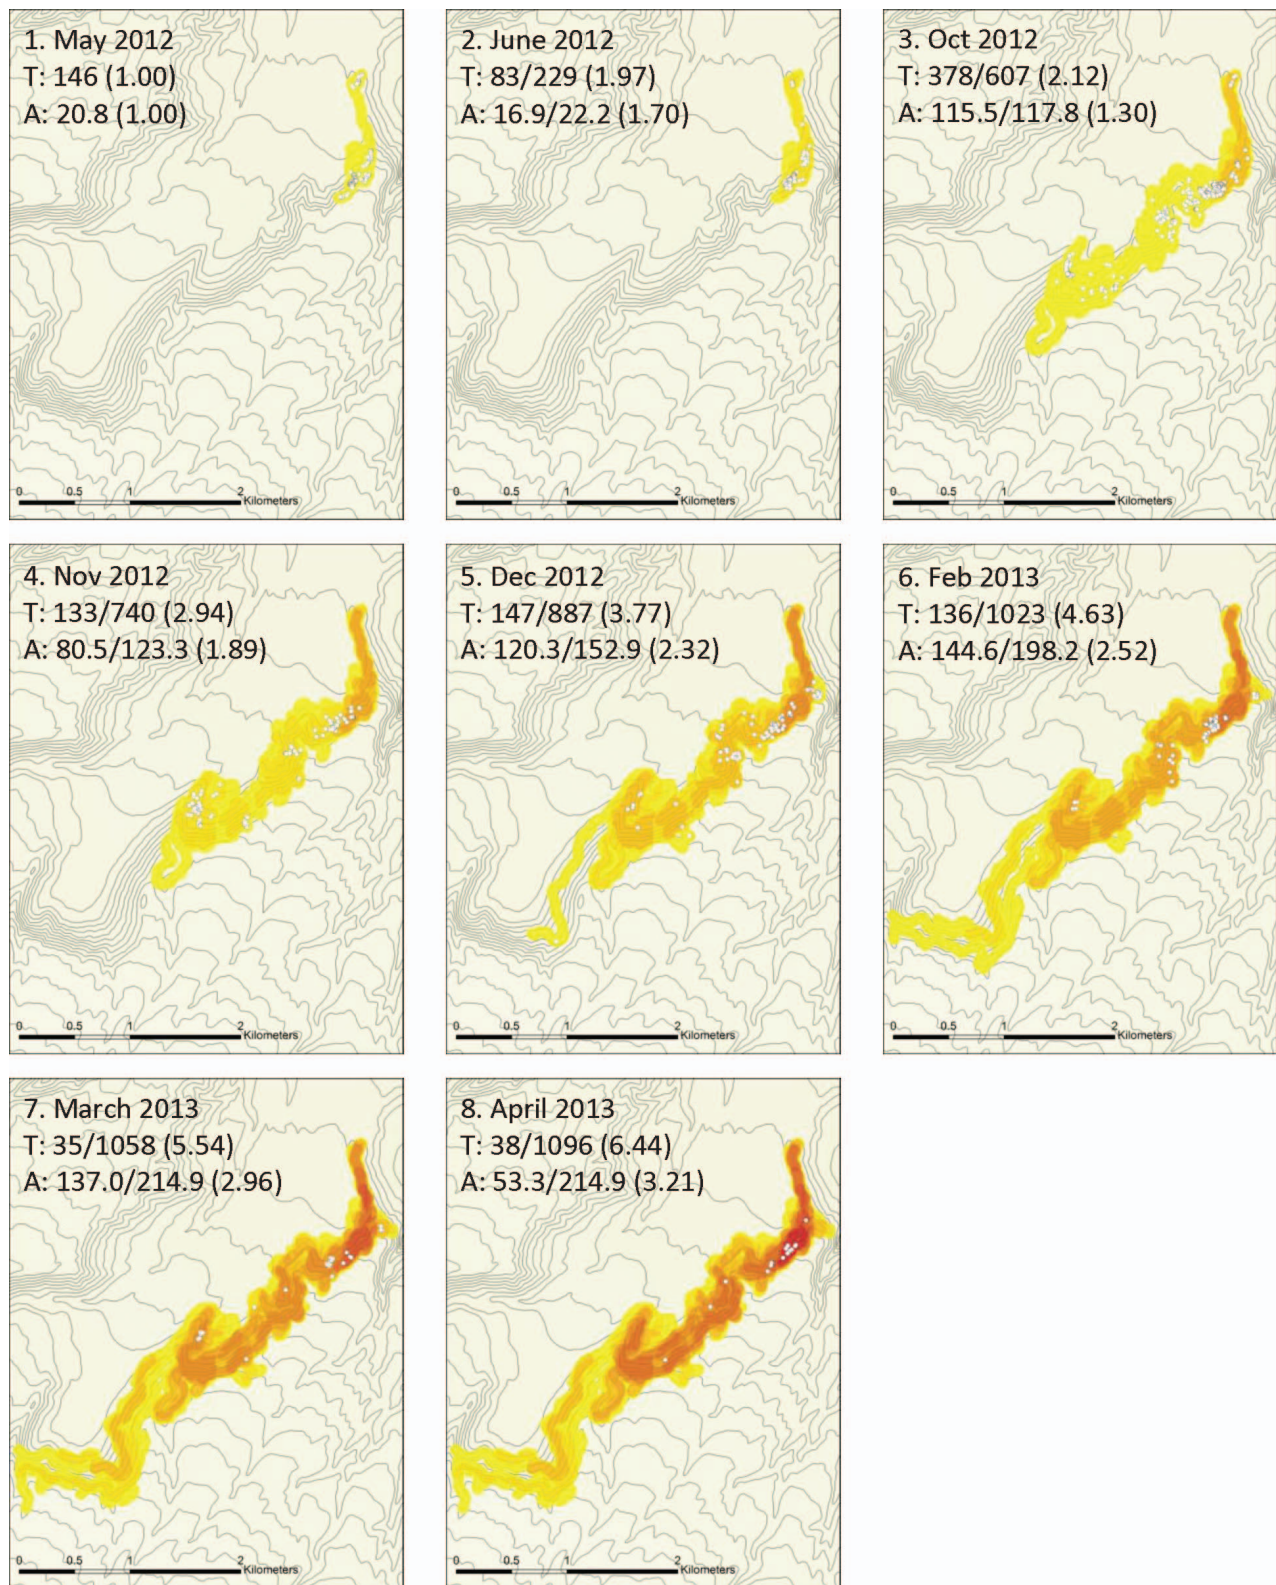 1. May 2012
T: 146 (1.00)
A: 20.8 (1.00)
0 0.5 1 2 Kilometers
2. June 2012
T: 83/229 (1.97)
A: 16.9/22.2 (1.70)
0 0.5 1 2 Kilometers
3. Oct 2012
T: 378/607 (2.12)
A: 115.5/117.8 (1.30)
0 0.5 1 2 Kilometers
4. Nov 2012
T: 133/740 (2.94)
A: 80.5/123.3 (1.89)
0 0.5 1 2 Kilometers
5. Dec 2012
T: 147/887 (3.77)
A: 120.3/152.9 (2.32)
0 0.5 1 2 Kilometers
6. Feb 2013
T: 136/1023 (4.63)
A: 144.6/198.2 (2.52)
0 0.5 1 2 Kilometers
7. March 2013
T: 35/1058 (5.54)
A: 137.0/214.9 (2.96)
0 0.5 1 2 Kilometers
8. April 2013
T: 38/1096 (6.44)
A: 53.3/214.9 (3.21)
0 0.5 1 2 Kilometers